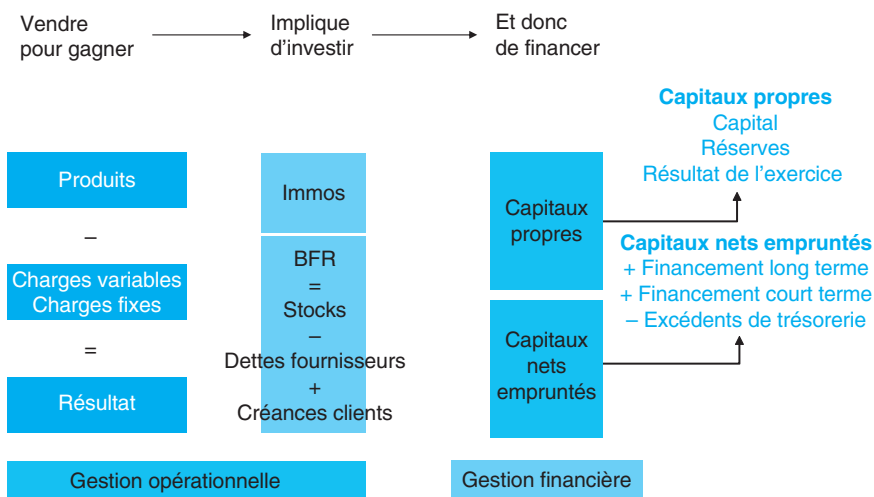 Vendre
pour gagner
Implique
d'investir
Et donc
de financer
Produits
–
Charges variables
Charges fixes
=
Résultat
Immos
BFR
=
Stocks
–
Dettes fournisseurs
+
Créances clients
Capitaux
propres
Capitaux
nets
empruntés
Capitaux propres
Capital
Réserves
Résultat de l'exercice
Capitaux nets empruntés
+ Financement long terme
+ Financement court terme
– Excédents de trésorerie
Gestion opérationnelle
Gestion financière